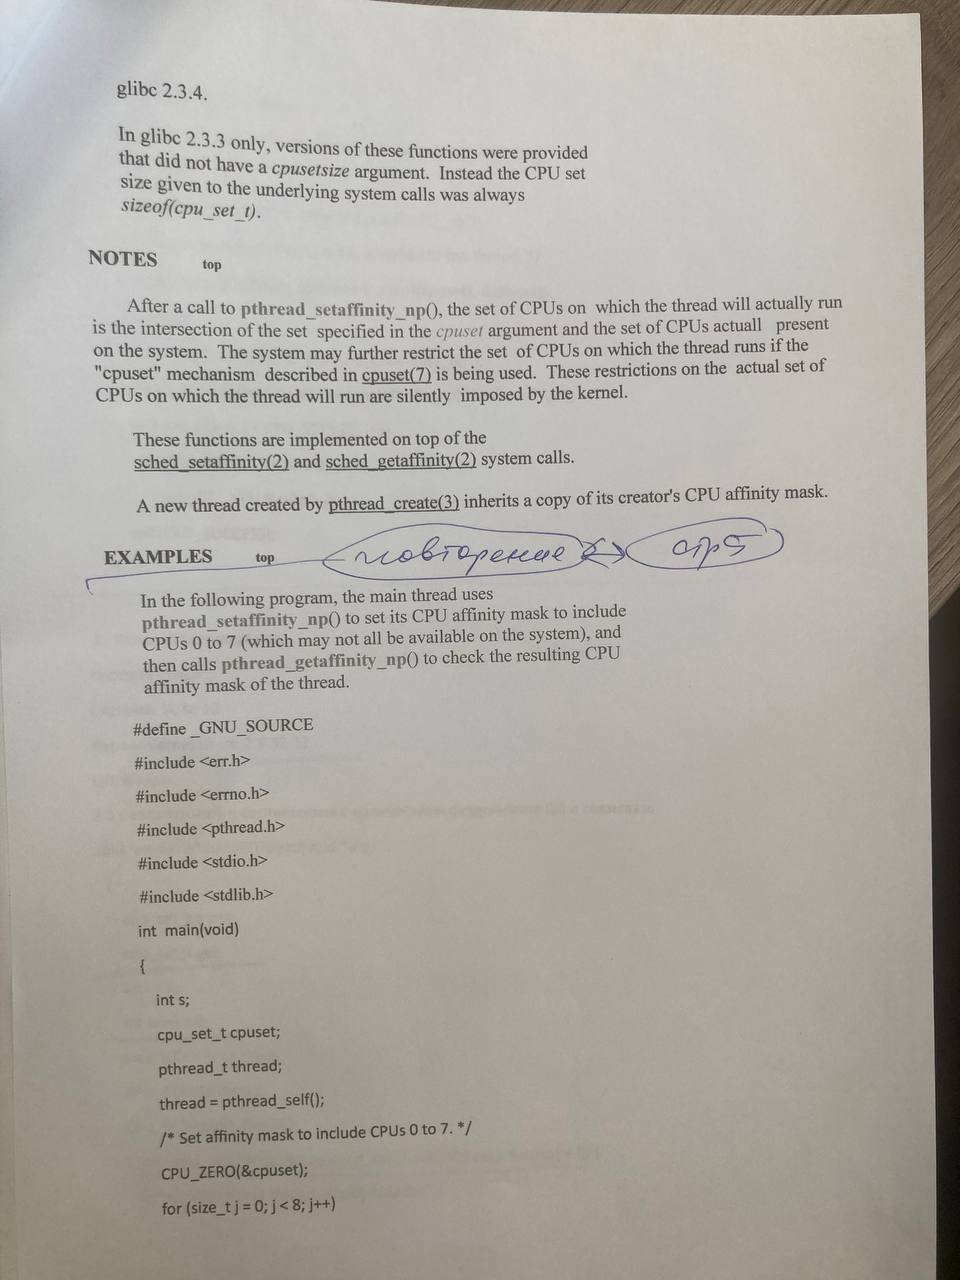 glibc 2.3.4.
In glibc 2.3.3 only, versions of these functions were provided
that did not have a cpusetsize argument. Instead the CPU set
size given to the underlying system calls was always
sizeof(cpu_set_t).
NOTES top
After a call to pthread_setaffinity_np(), the set of CPUs on which the thread will actually run
is the intersection of the set specified in the cpuset argument and the set of CPUs actuall present
on the system. The system may further restrict the set of CPUs on which the thread runs if the
"cpuset" mechanism described in cpuset(7) is being used. These restrictions on the actual set of
CPUs on which the thread will run are silently imposed by the kernel.
These functions are implemented on top of the
sched_setaffinity(2) and sched_getaffinity(2) system calls.
A new thread created by pthread_create(3) inherits a copy of its creator's CPU affinity mask.
EXAMPLES top повторение ↔ стр5
In the following program, the main thread uses
pthread_setaffinity_np() to set its CPU affinity mask to include
CPUs 0 to 7 (which may not all be available on the system), and
then calls pthread_getaffinity_np() to check the resulting CPU
affinity mask of the thread.
#define _GNU_SOURCE
#include <err.h>
#include <errno.h>
#include <pthread.h>
#include <stdio.h>
#include <stdlib.h>
int main(void)
{
int s;
cpu_set_t cpuset;
pthread_t thread;
thread = pthread_self();
/* Set affinity mask to include CPUs 0 to 7. */
CPU_ZERO(&cpuset);
for (size_t j = 0; j < 8; j++)